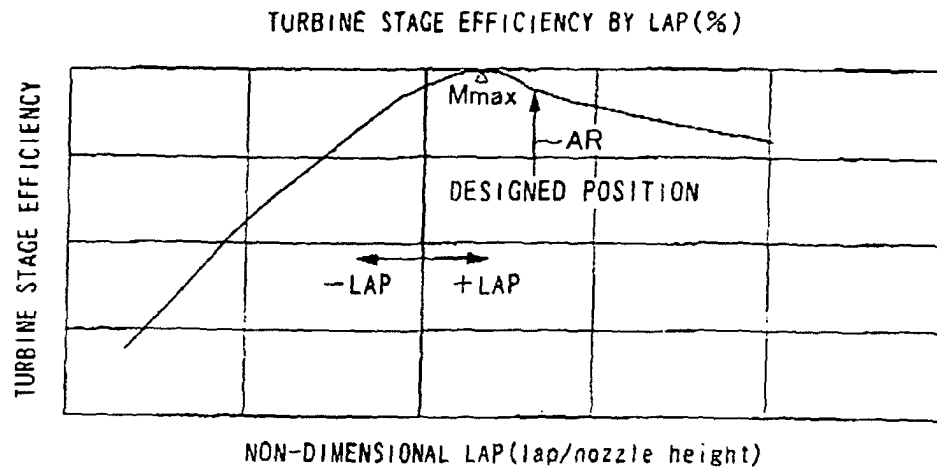 TURBINE STAGE EFFICIENCY BY LAP(%)
TURBINE STAGE EFFICIENCY
Mmax
AR
DESIGNED POSITION
-LAP
+LAP
NON-DIMENSIONAL LAP(lap/nozzle height)